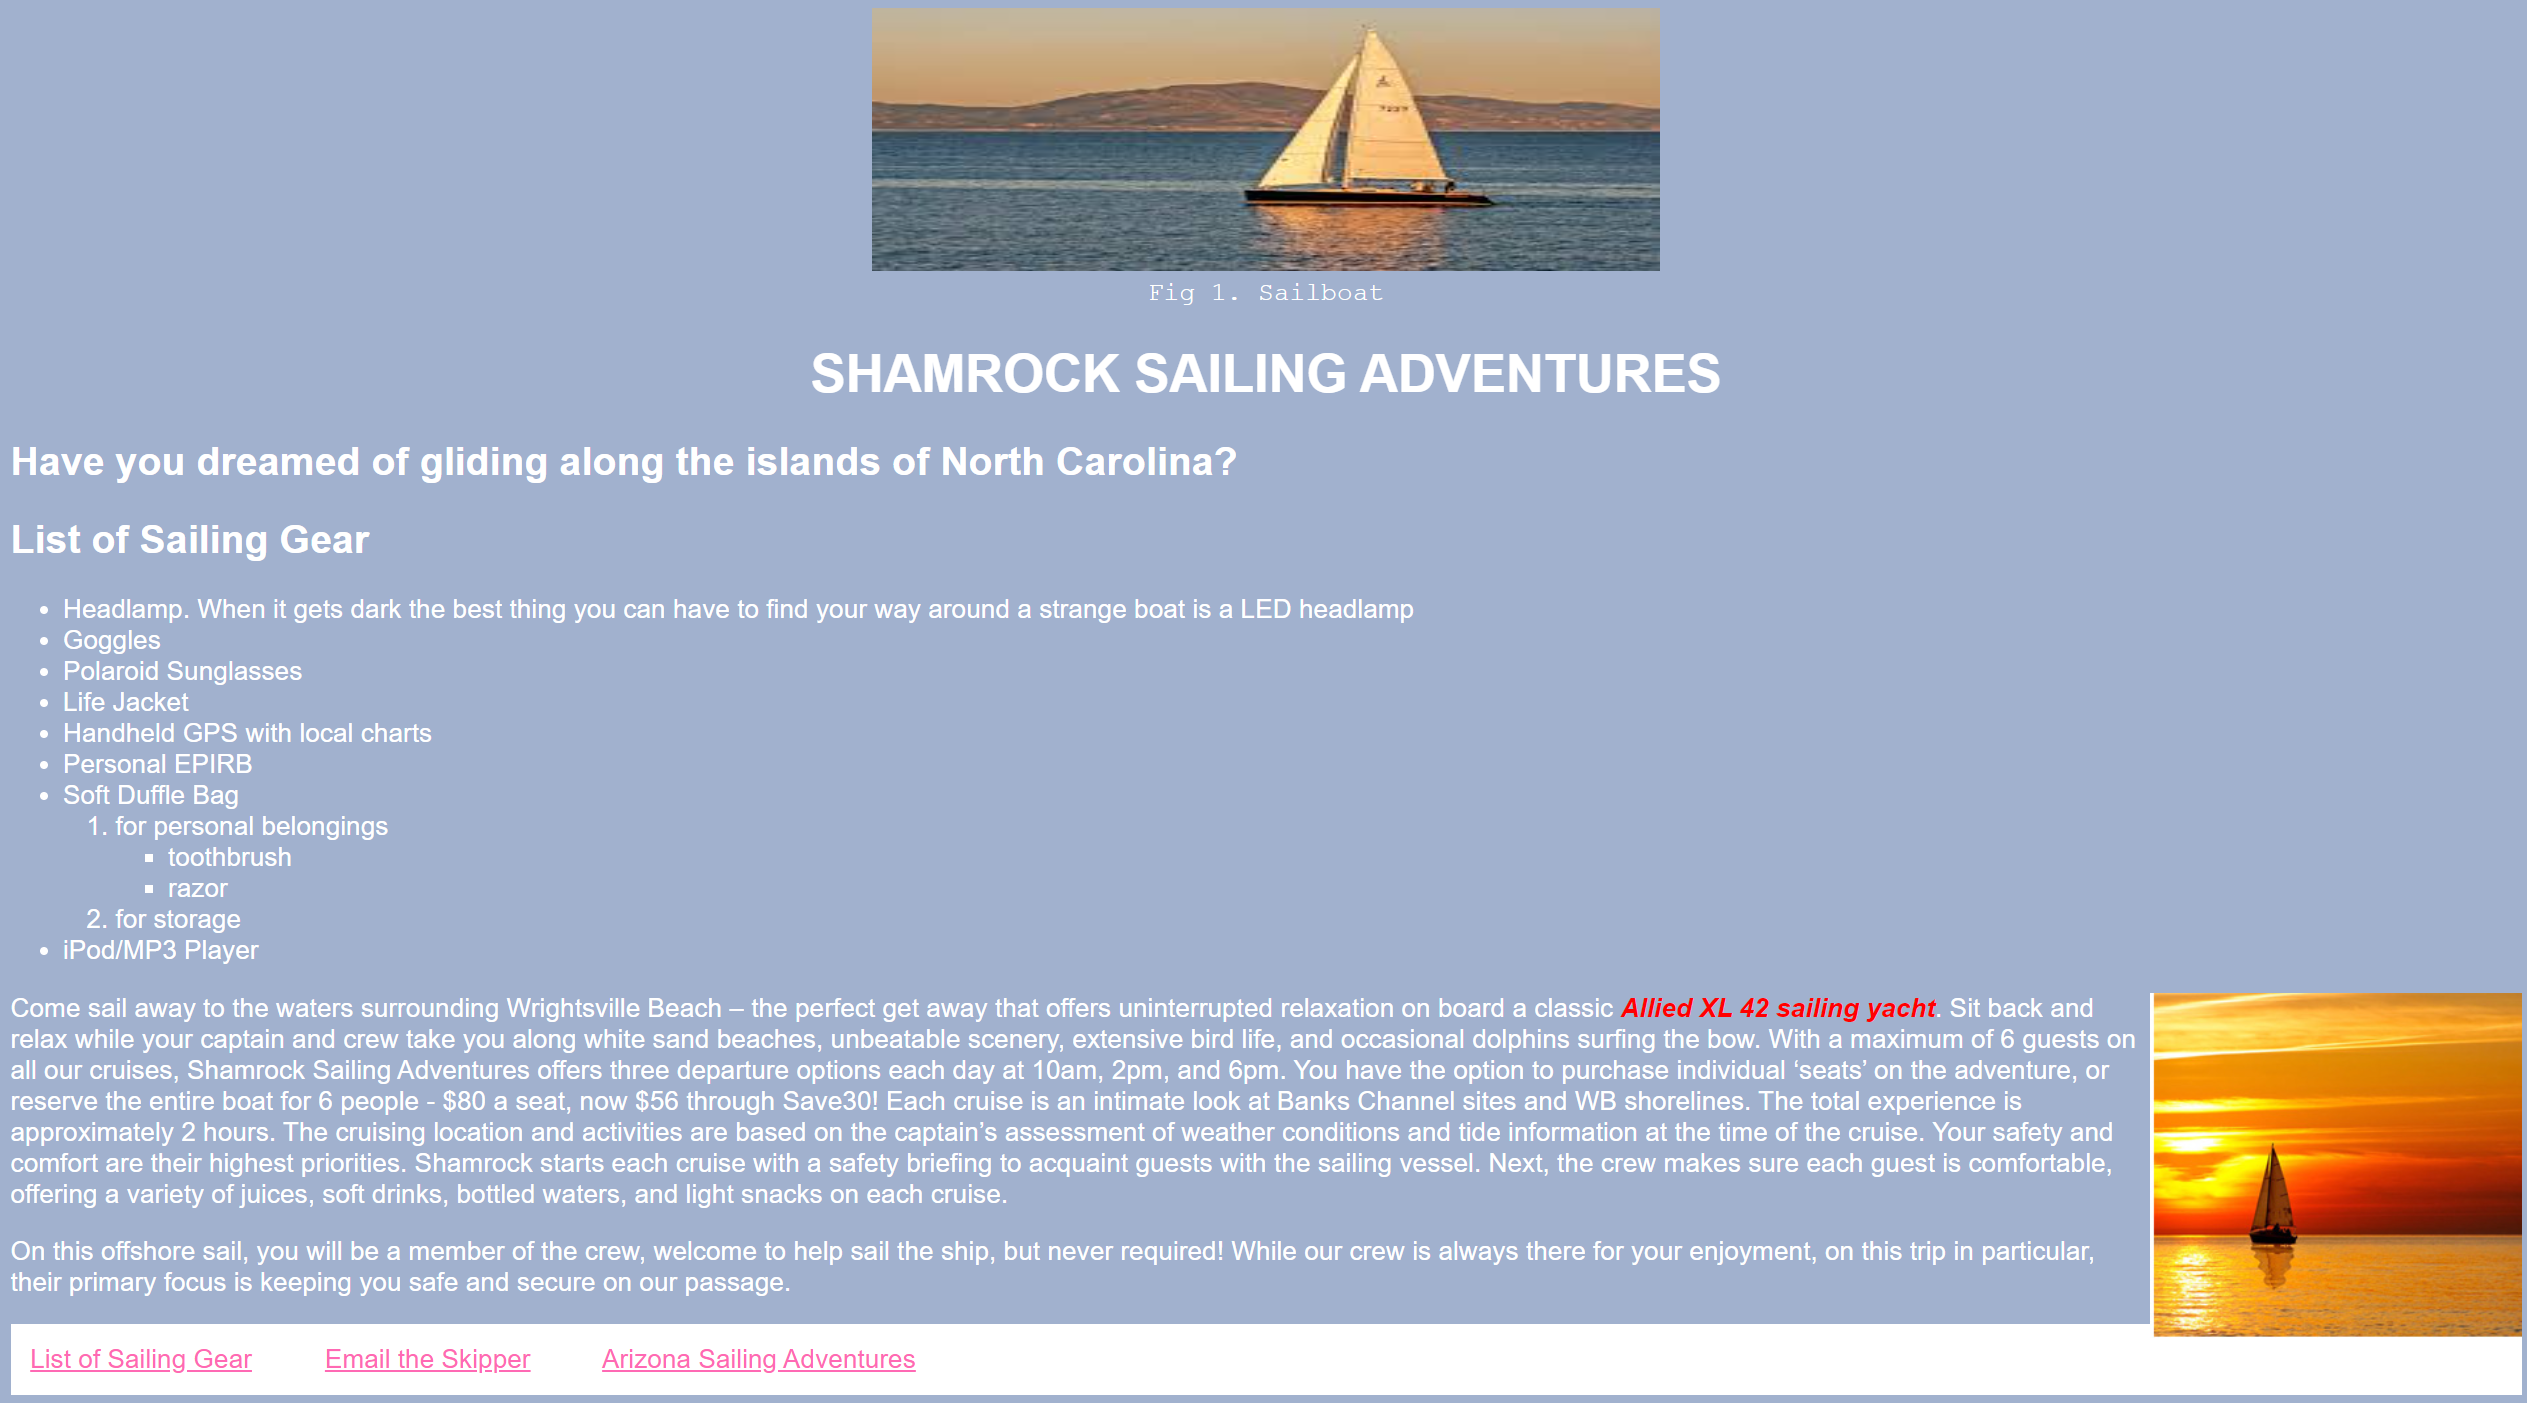 Fig 1. Sailboat
SHAMROCK SAILING ADVENTURES
Have you dreamed of gliding along the islands of North Carolina?
List of Sailing Gear
• Headlamp. When it gets dark the best thing you can have to find your way around a strange boat is a LED headlamp
• Goggles
• Polaroid Sunglasses
• Life Jacket
• Handheld GPS with local charts
• Personal EPIRB
• Soft Duffle Bag
1. for personal belongings
▪ toothbrush
▪ razor
2. for storage
• iPod/MP3 Player
Come sail away to the waters surrounding Wrightsville Beach – the perfect get away that offers uninterrupted relaxation on board a classic Allied XL 42 sailing yacht. Sit back and
relax while your captain and crew take you along white sand beaches, unbeatable scenery, extensive bird life, and occasional dolphins surfing the bow. With a maximum of 6 guests on
all our cruises, Shamrock Sailing Adventures offers three departure options each day at 10am, 2pm, and 6pm. You have the option to purchase individual ‘seats’ on the adventure, or
reserve the entire boat for 6 people - $80 a seat, now $56 through Save30! Each cruise is an intimate look at Banks Channel sites and WB shorelines. The total experience is
approximately 2 hours. The cruising location and activities are based on the captain’s assessment of weather conditions and tide information at the time of the cruise. Your safety and
comfort are their highest priorities. Shamrock starts each cruise with a safety briefing to acquaint guests with the sailing vessel. Next, the crew makes sure each guest is comfortable,
offering a variety of juices, soft drinks, bottled waters, and light snacks on each cruise.
On this offshore sail, you will be a member of the crew, welcome to help sail the ship, but never required! While our crew is always there for your enjoyment, on this trip in particular,
their primary focus is keeping you safe and secure on our passage.
List of Sailing Gear Email the Skipper Arizona Sailing Adventures